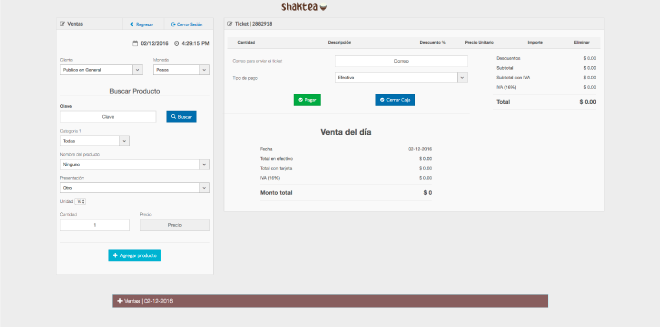 shaktea
Ventas
Regresar
Cerrar Sesión
02/12/2016 4:29:15 PM
Cliente Moneda
Publico en General Pesos
Buscar Producto
Clave
Clave Buscar
Categoria 1
Todas
Nombre del producto
Ninguno
Presentación
Otro
Unidad
Cantidad Precio
1 Precio
Agregar producto
Ticket | 2882938
Cantidad Descripción Descuento % Precio Unitario Importe Eliminar
Correo para enviar el ticket Correo
Tipo de pago Efectivo
Pagar Cerrar Caja
Descuentos $ 0.00
Subtotal $ 0.00
Subtotal con IVA $ 0.00
IVA (16%) $ 0.00
Total $ 0.00
Venta del día
Fecha 02-12-2016
Total en efectivo $ 0.00
Total con tarjeta $ 0.00
IVA (16%) $ 0.00
Monto total $ 0
Ventas | 02-12-2016